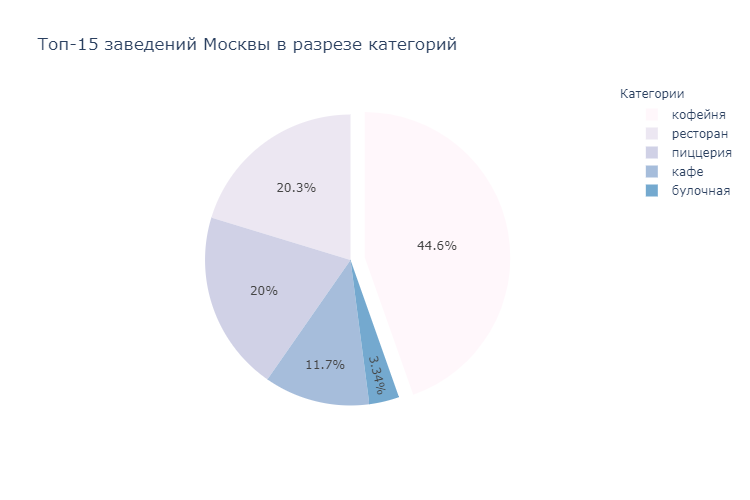 Топ-15 заведений Москвы в разрезе категорий
Категории
кофейня
ресторан
пиццерия
кафе
булочная
20.3%
44.6%
20%
11.7%
3.34%